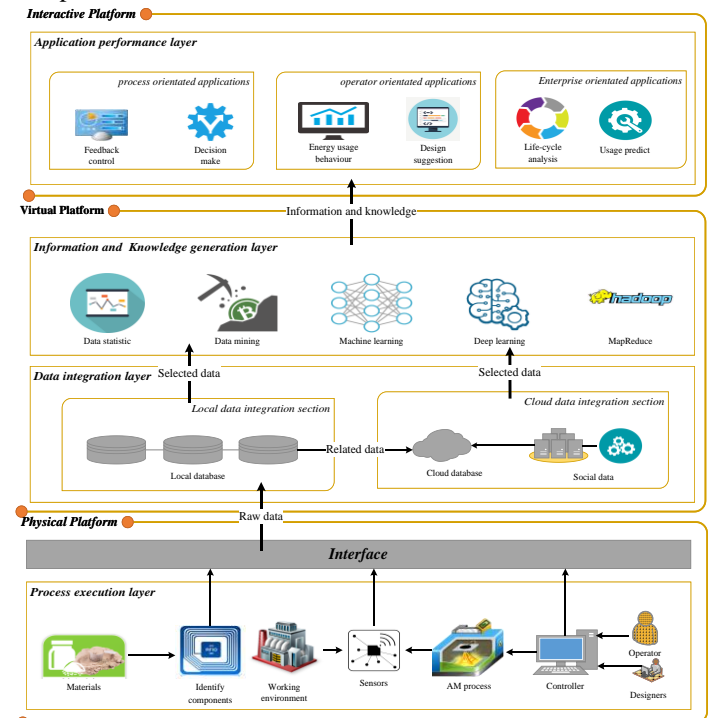 Interactive Platform
Application performance layer
process orientated applications
operator orientated applications
Enterprise orientated applications
Feedback
control
Decision
make
Energy usage
behaviour
Design
suggestion
Life-cycle
analysis
Usage predict
Virtual Platform
Information and knowledge
Information and Knowledge generation layer
hadoop
Data statistic
Data mining
Machine learning
Deep learning
MapReduce
Data integration layer
Selected data
Selected data
Local data integration section
Cloud data integration section
Related data
Local database
Cloud database
Social data
Raw data
Physical Platform
Interface
Process execution layer
Materials
Identify
components
Working
environment
Sensors
AM process
Controller
Operator
Designers